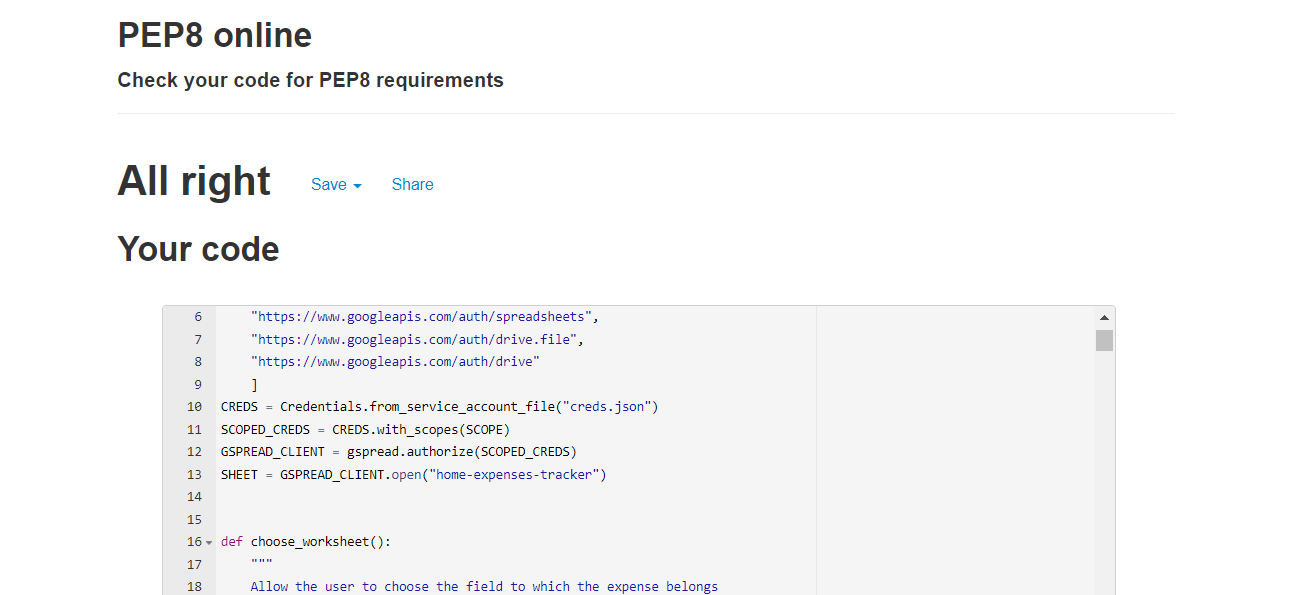 PEP8 online
Check your code for PEP8 requirements
All right Save Share
Your code
6 "https://www.googleapis.com/auth/spreadsheets",
7 "https://www.googleapis.com/auth/drive.file",
8 "https://www.googleapis.com/auth/drive"
9 ]
10 CREDS = Credentials.from_service_account_file("creds.json")
11 SCOPED_CREDS = CREDS.with_scopes(SCOPE)
12 GSPREAD_CLIENT = gspread.authorize(SCOPED_CREDS)
13 SHEET = GSPREAD_CLIENT.open("home-expenses-tracker")
14
15
16 def choose_worksheet():
17 """
18 Allow the user to choose the field to which the expense belongs